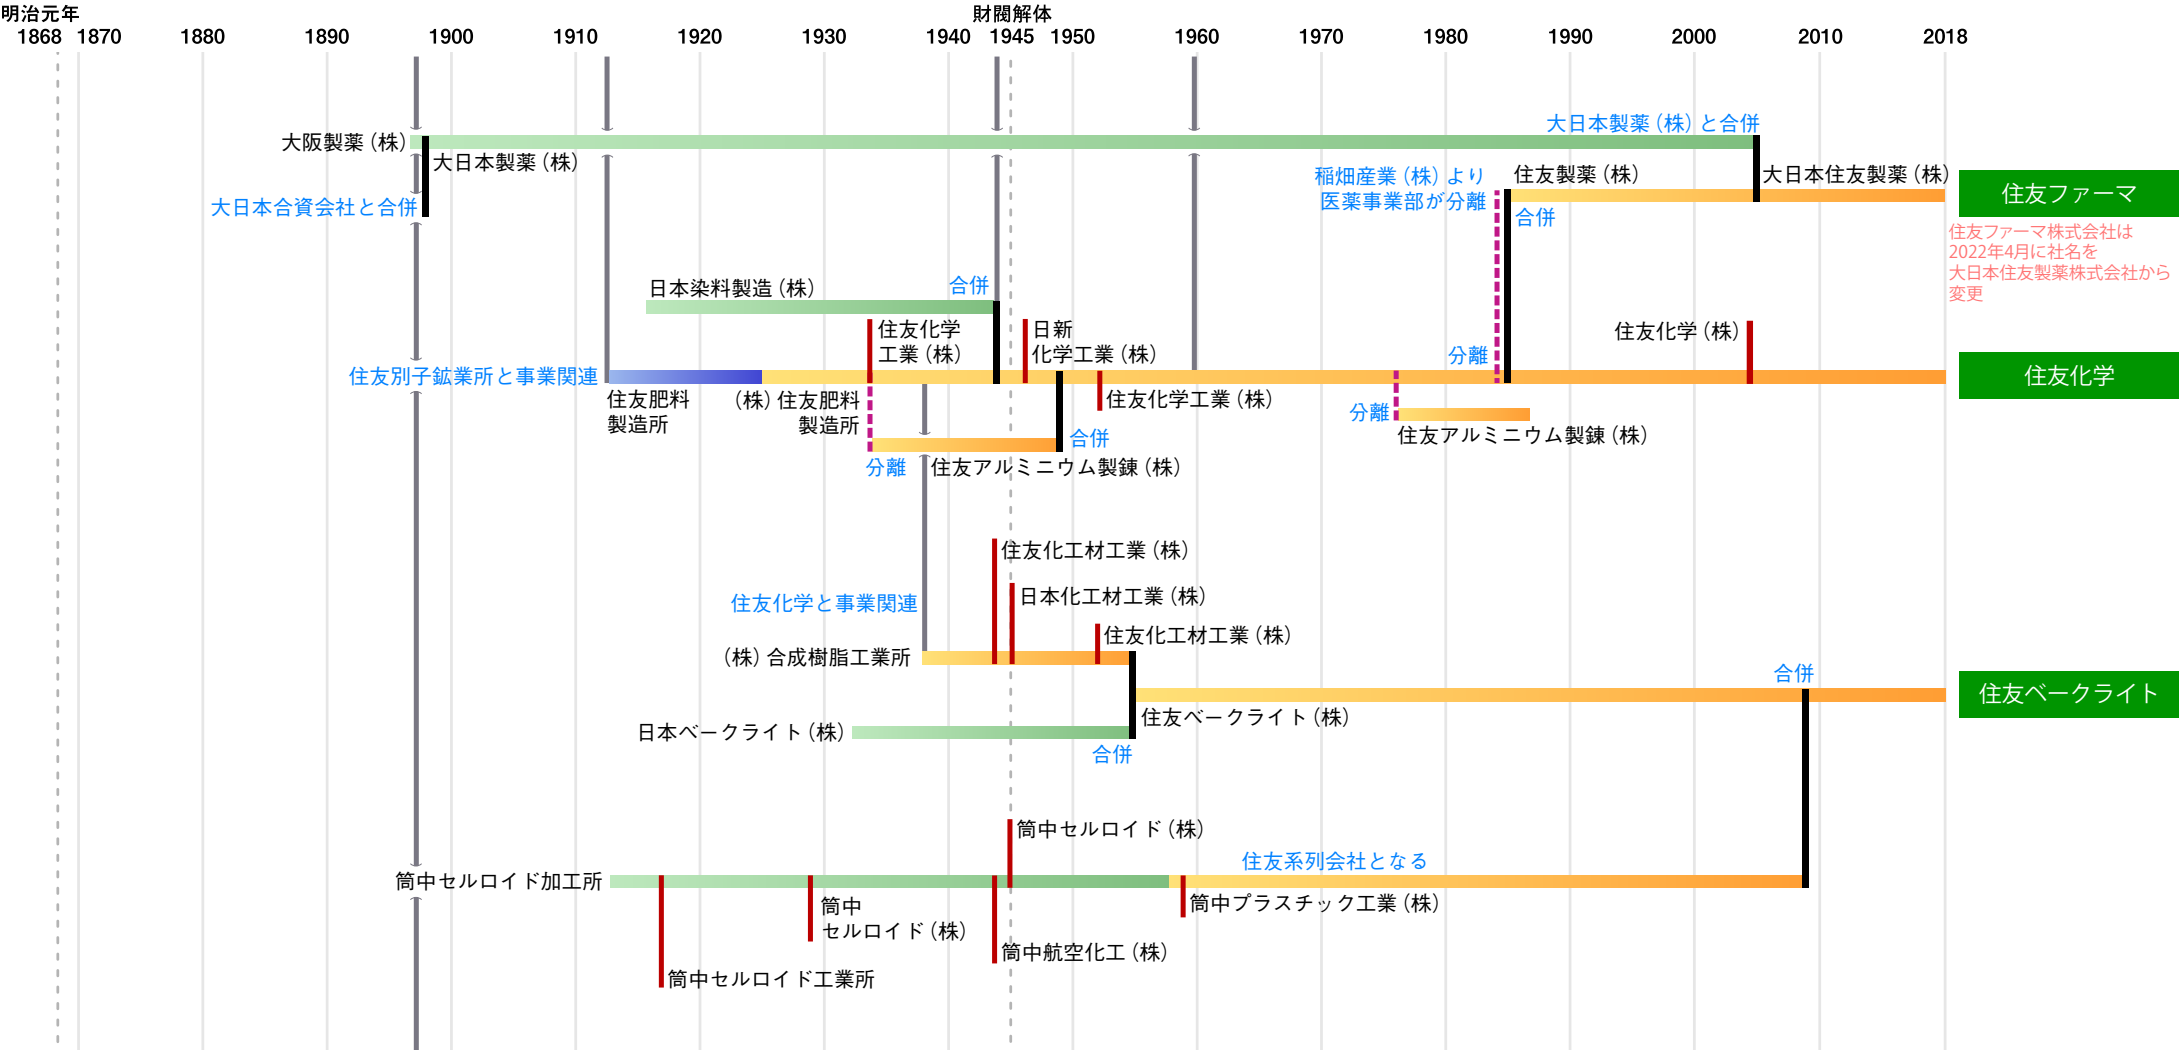 明治元年
財閥解体
1868 1870 1880 1890 1900 1910 1920 1930 1940 1945 1950 1960 1970 1980 1990 2000 2010 2018
大日本製薬（株）と合併
大阪製薬（株）
大日本製薬（株）
大日本合資会社と合併
稲畑産業（株）より
医薬事業部が分離
住友製薬（株）
合併
大日本住友製薬（株）
住友ファーマ
住友ファーマ株式会社は
2022年4月に社名を
大日本住友製薬株式会社から
変更
日本染料製造（株）
合併
住友化学
工業（株）
日新
化学工業（株）
住友化学（株）
分離
住友別子鉱業所と事業関連
住友化学
住友肥料
製造所
（株）住友肥料
製造所
住友化学工業（株）
分離
住友アルミニウム製錬（株）
合併
分離
住友アルミニウム製錬（株）
住友化工材工業（株）
住友化学と事業関連
日本化工材工業（株）
住友化工材工業（株）
（株）合成樹脂工業所
合併
住友ベークライト
住友ベークライト（株）
日本ベークライト（株）
合併
筒中セルロイド（株）
住友系列会社となる
筒中セルロイド加工所
筒中
セルロイド（株）
筒中プラスチック工業（株）
筒中航空化工（株）
筒中セルロイド工業所